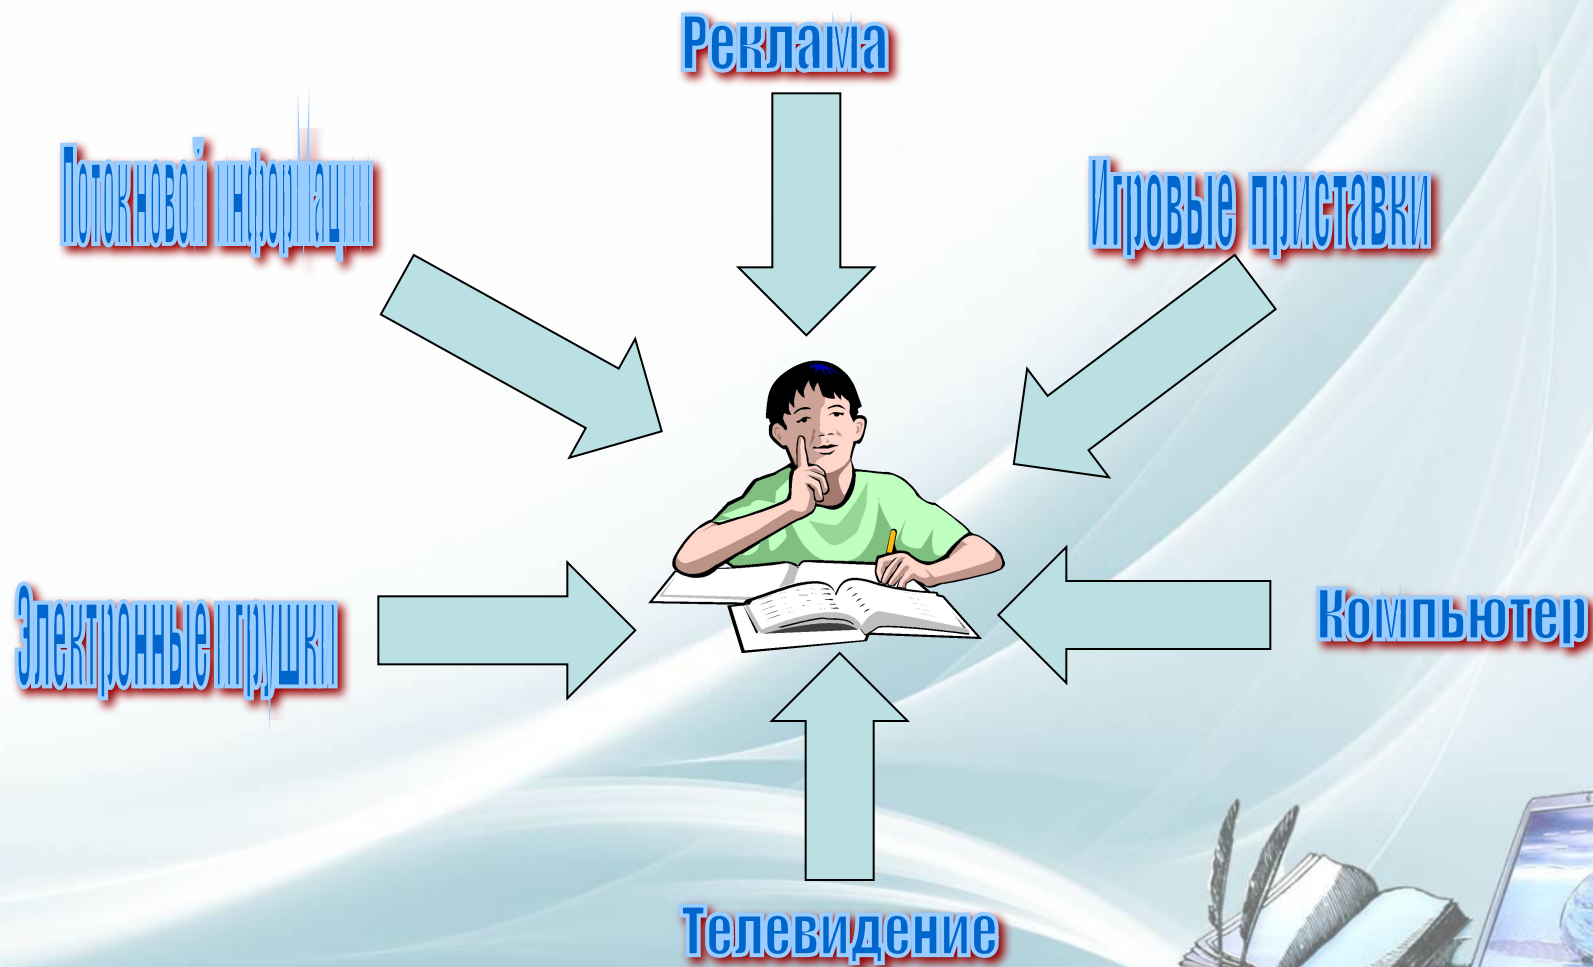 Реклама
Поток новой информации
Игровые приставки
Электронные игрушки
Компьютер
Телевидение